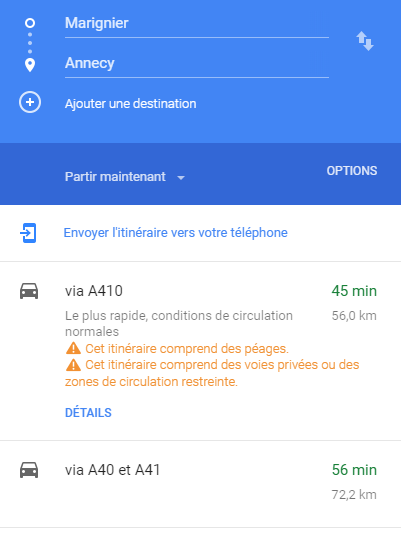 Marignier
Annecy
Ajouter une destination
Partir maintenant
OPTIONS
Envoyer l'itinéraire vers votre téléphone
via A410
45 min
Le plus rapide, conditions de circulation
56,0 km
normales
Cet itinéraire comprend des péages.
Cet itinéraire comprend des voies privées ou des
zones de circulation restreinte.
DÉTAILS
via A40 et A41
56 min
72,2 km